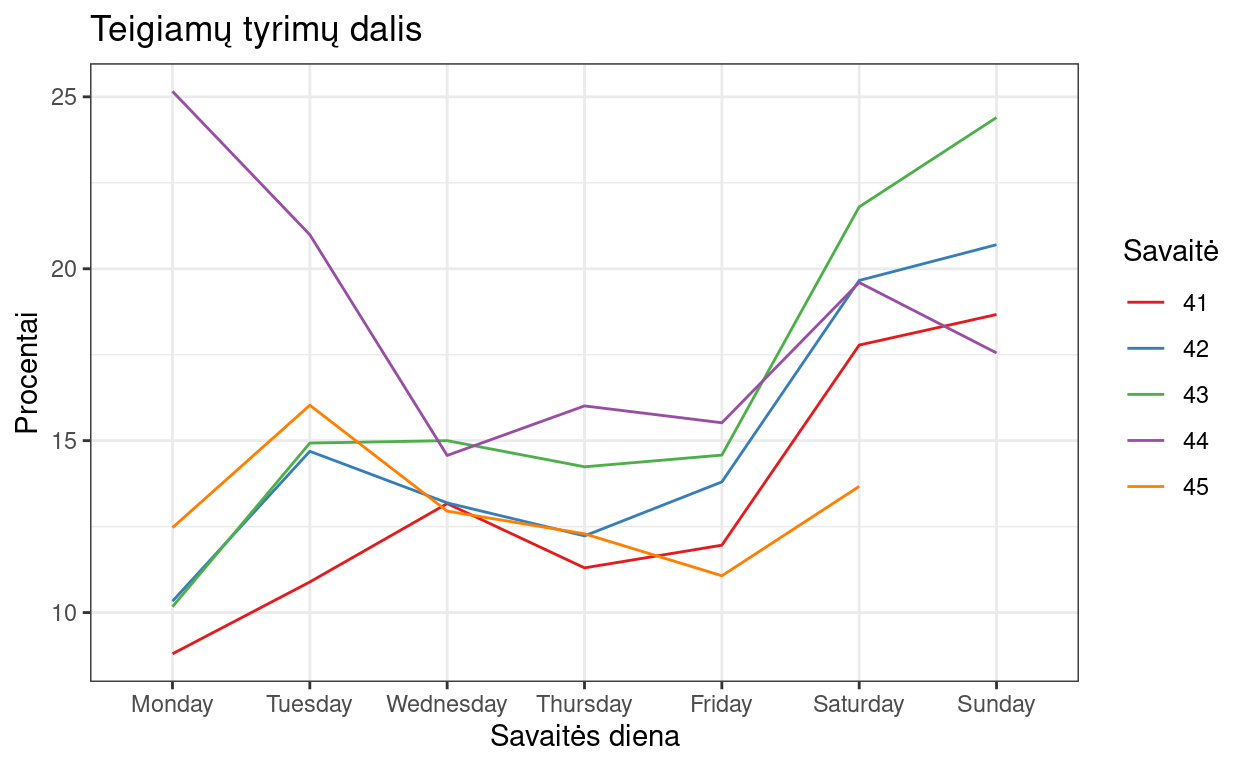 Teigiamų tyrimų dalis
Procentai
25
20
15
10
Monday Tuesday Wednesday Thursday Friday Saturday Sunday
Savaitės diena
Savaitė
41
42
43
44
45